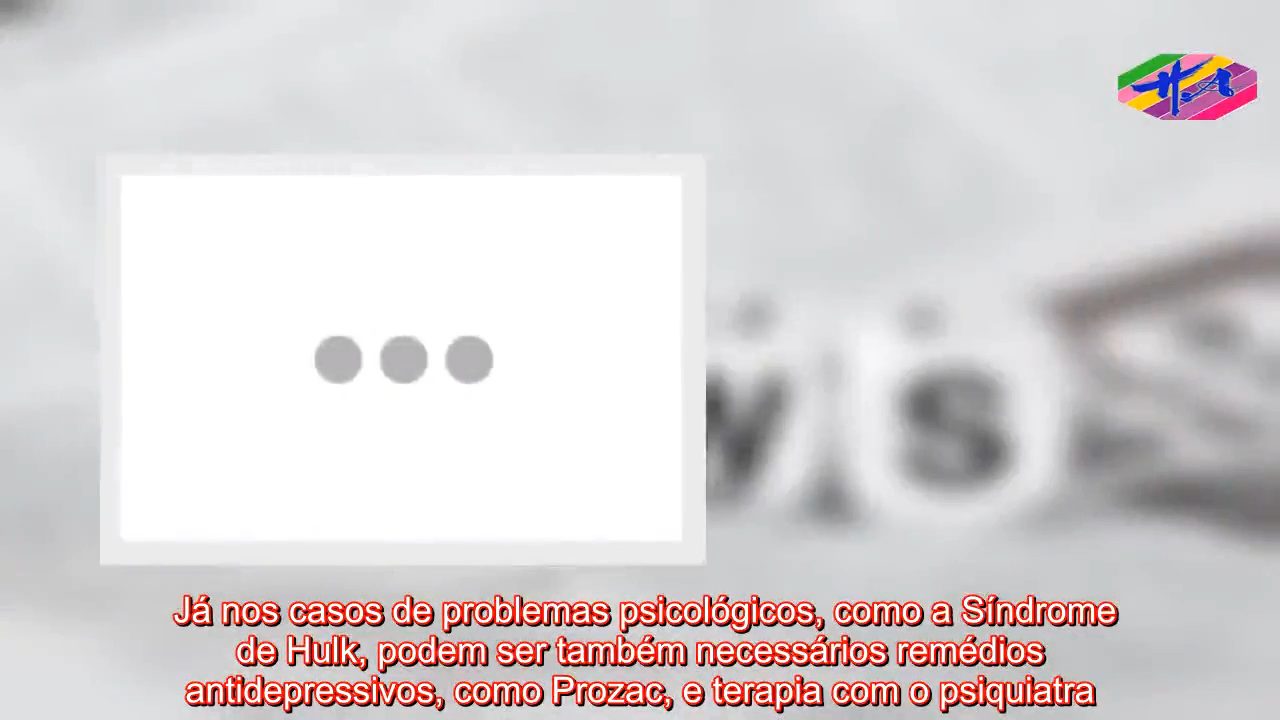 HA
W S
Já nos casos de problemas psicológicos, como a Síndrome
de Hulk, podem ser também necessários remédios
antidepressivos, como Prozac, e terapia com o psiquiatra